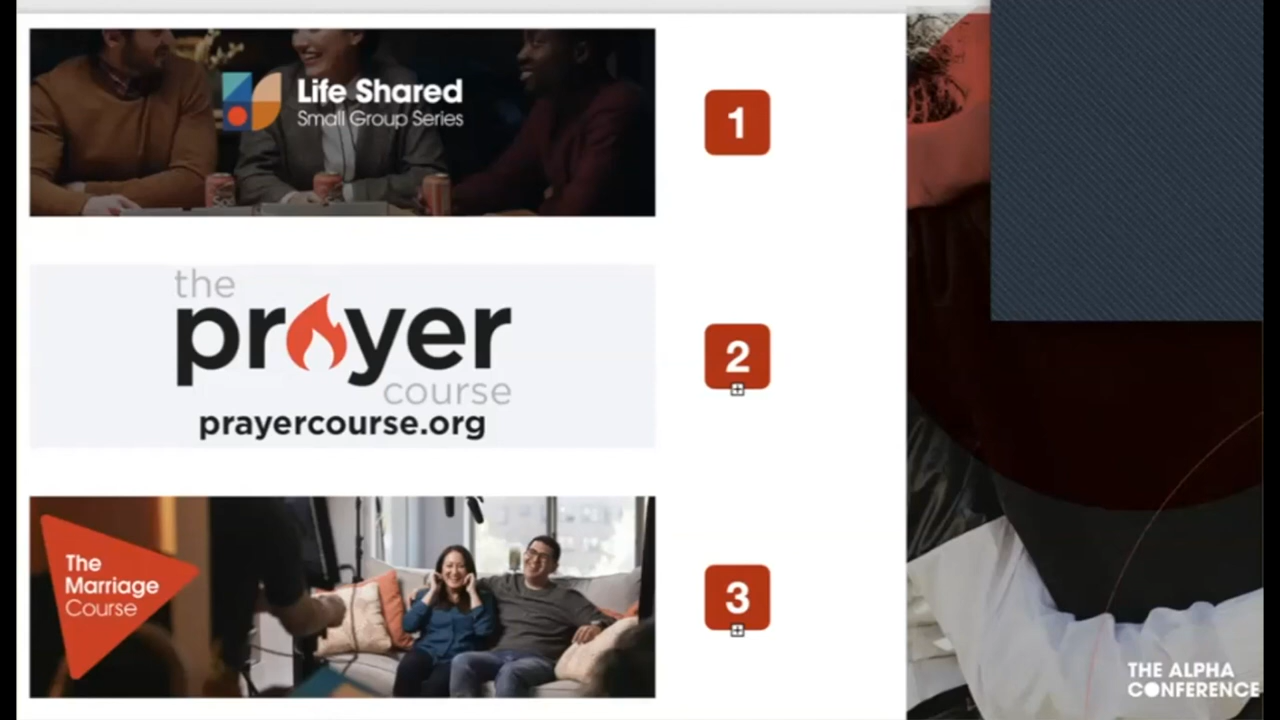 Life Shared
Small Group Series
1
the
prayer
course
prayercourse.org
2
The
Marriage
Course
3
THE ALPHA
CONFERENCE